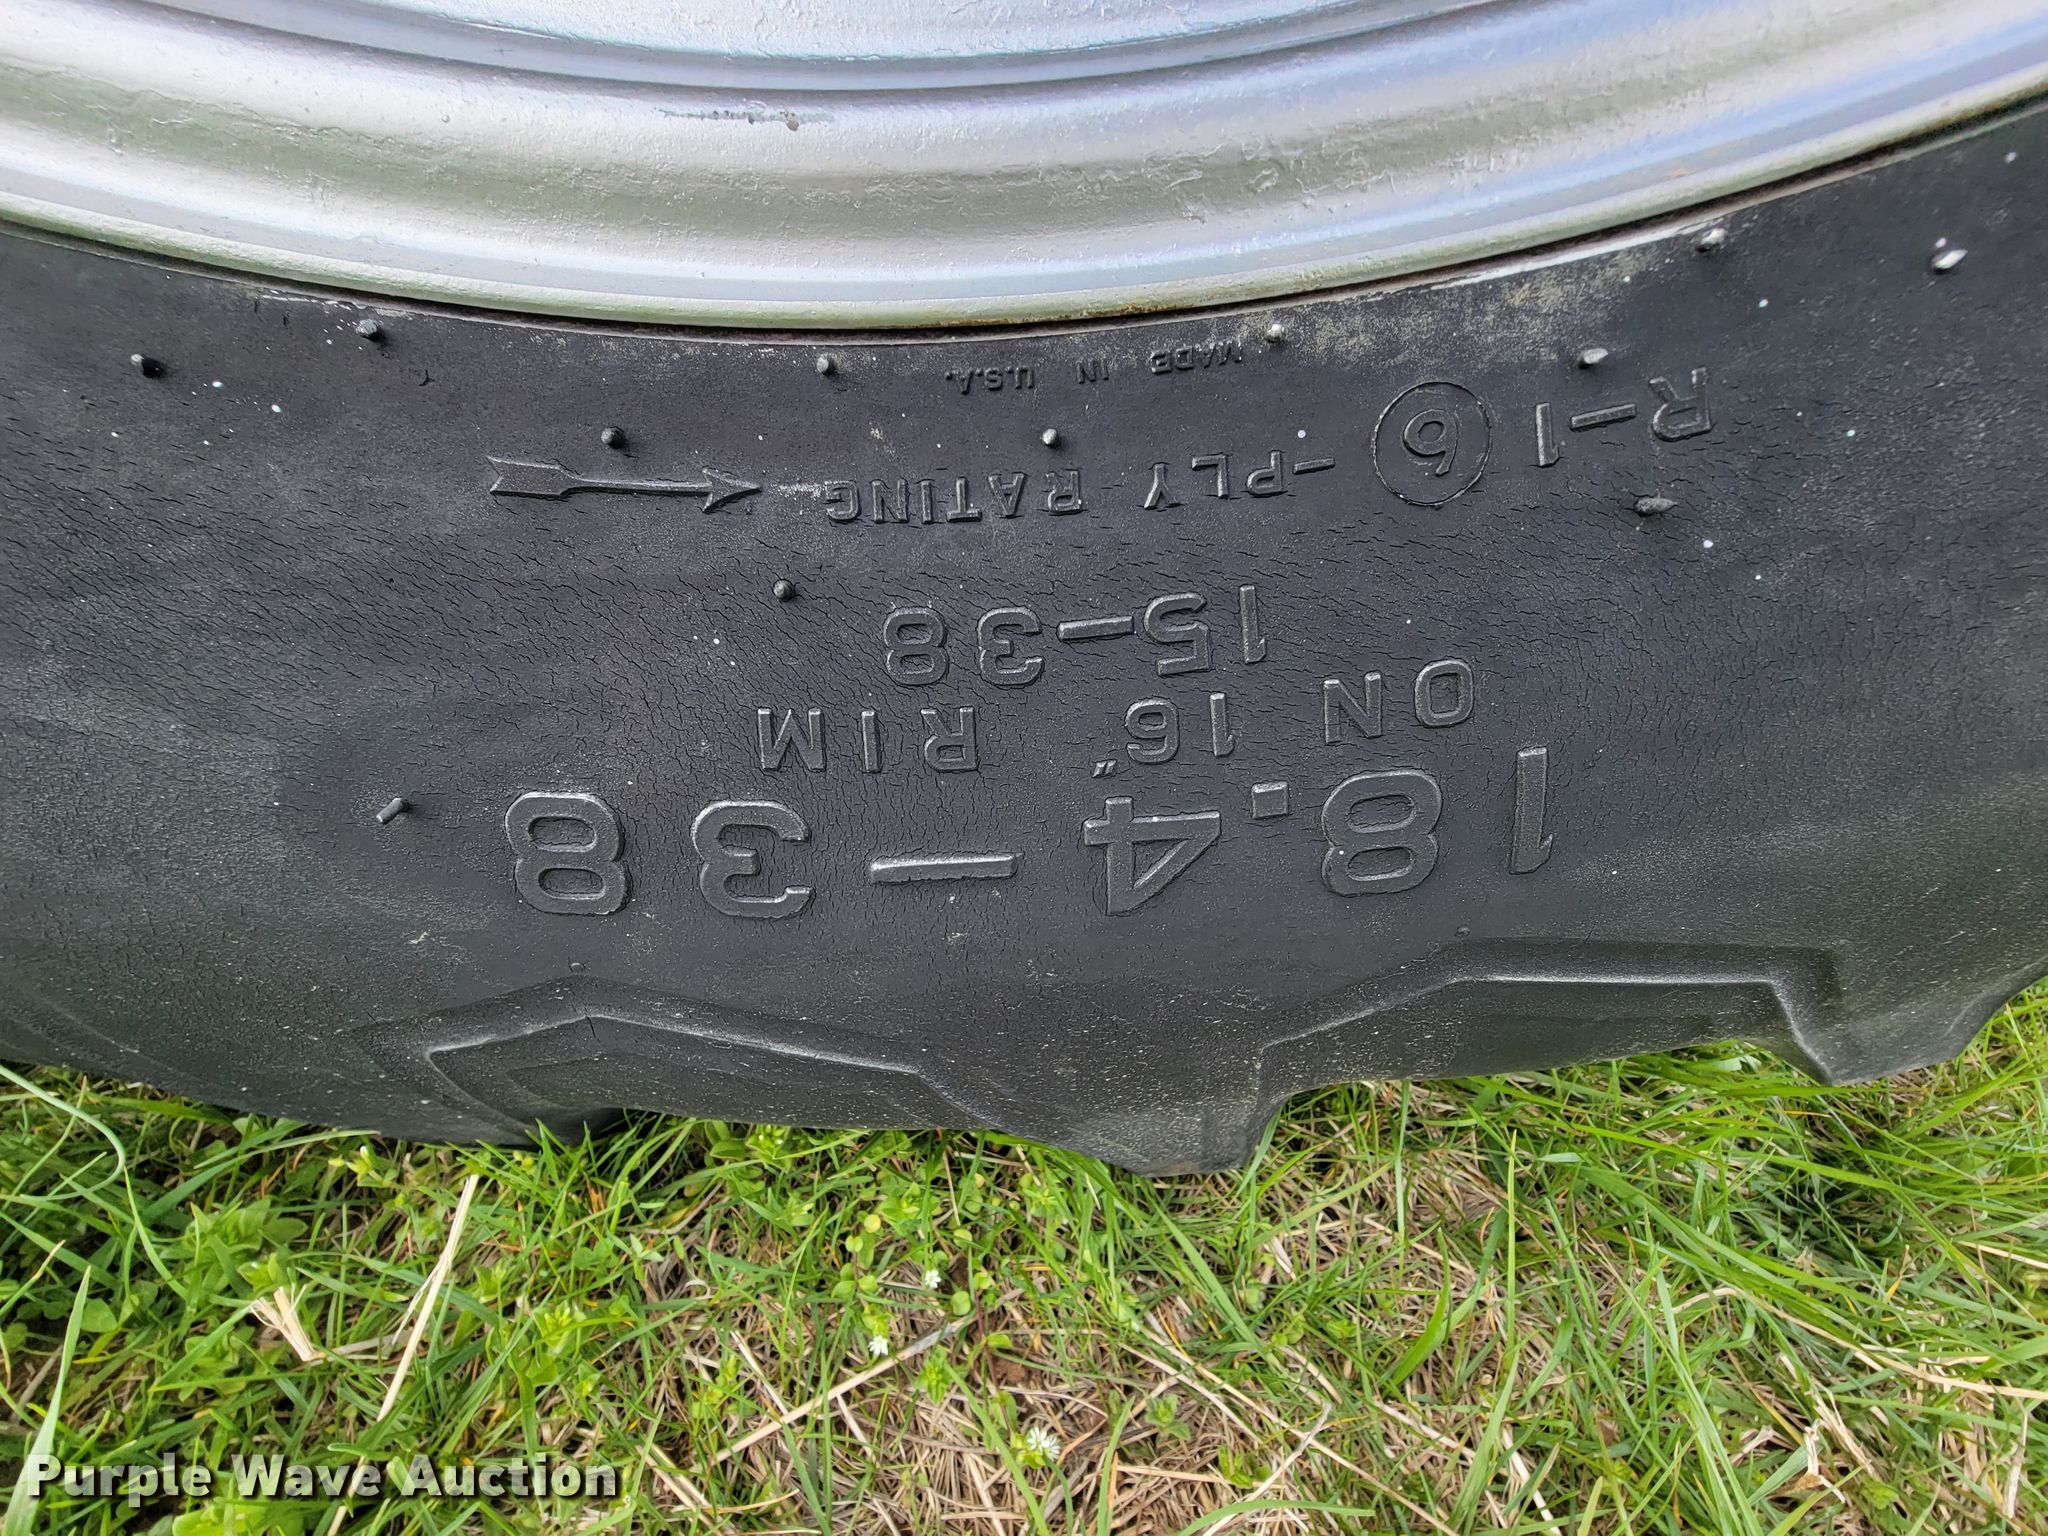 18.4-38
ON 16" RIM
15-38
R-1 6-PLY RATING
MADE IN U.S.A.
Purple Wave Auction